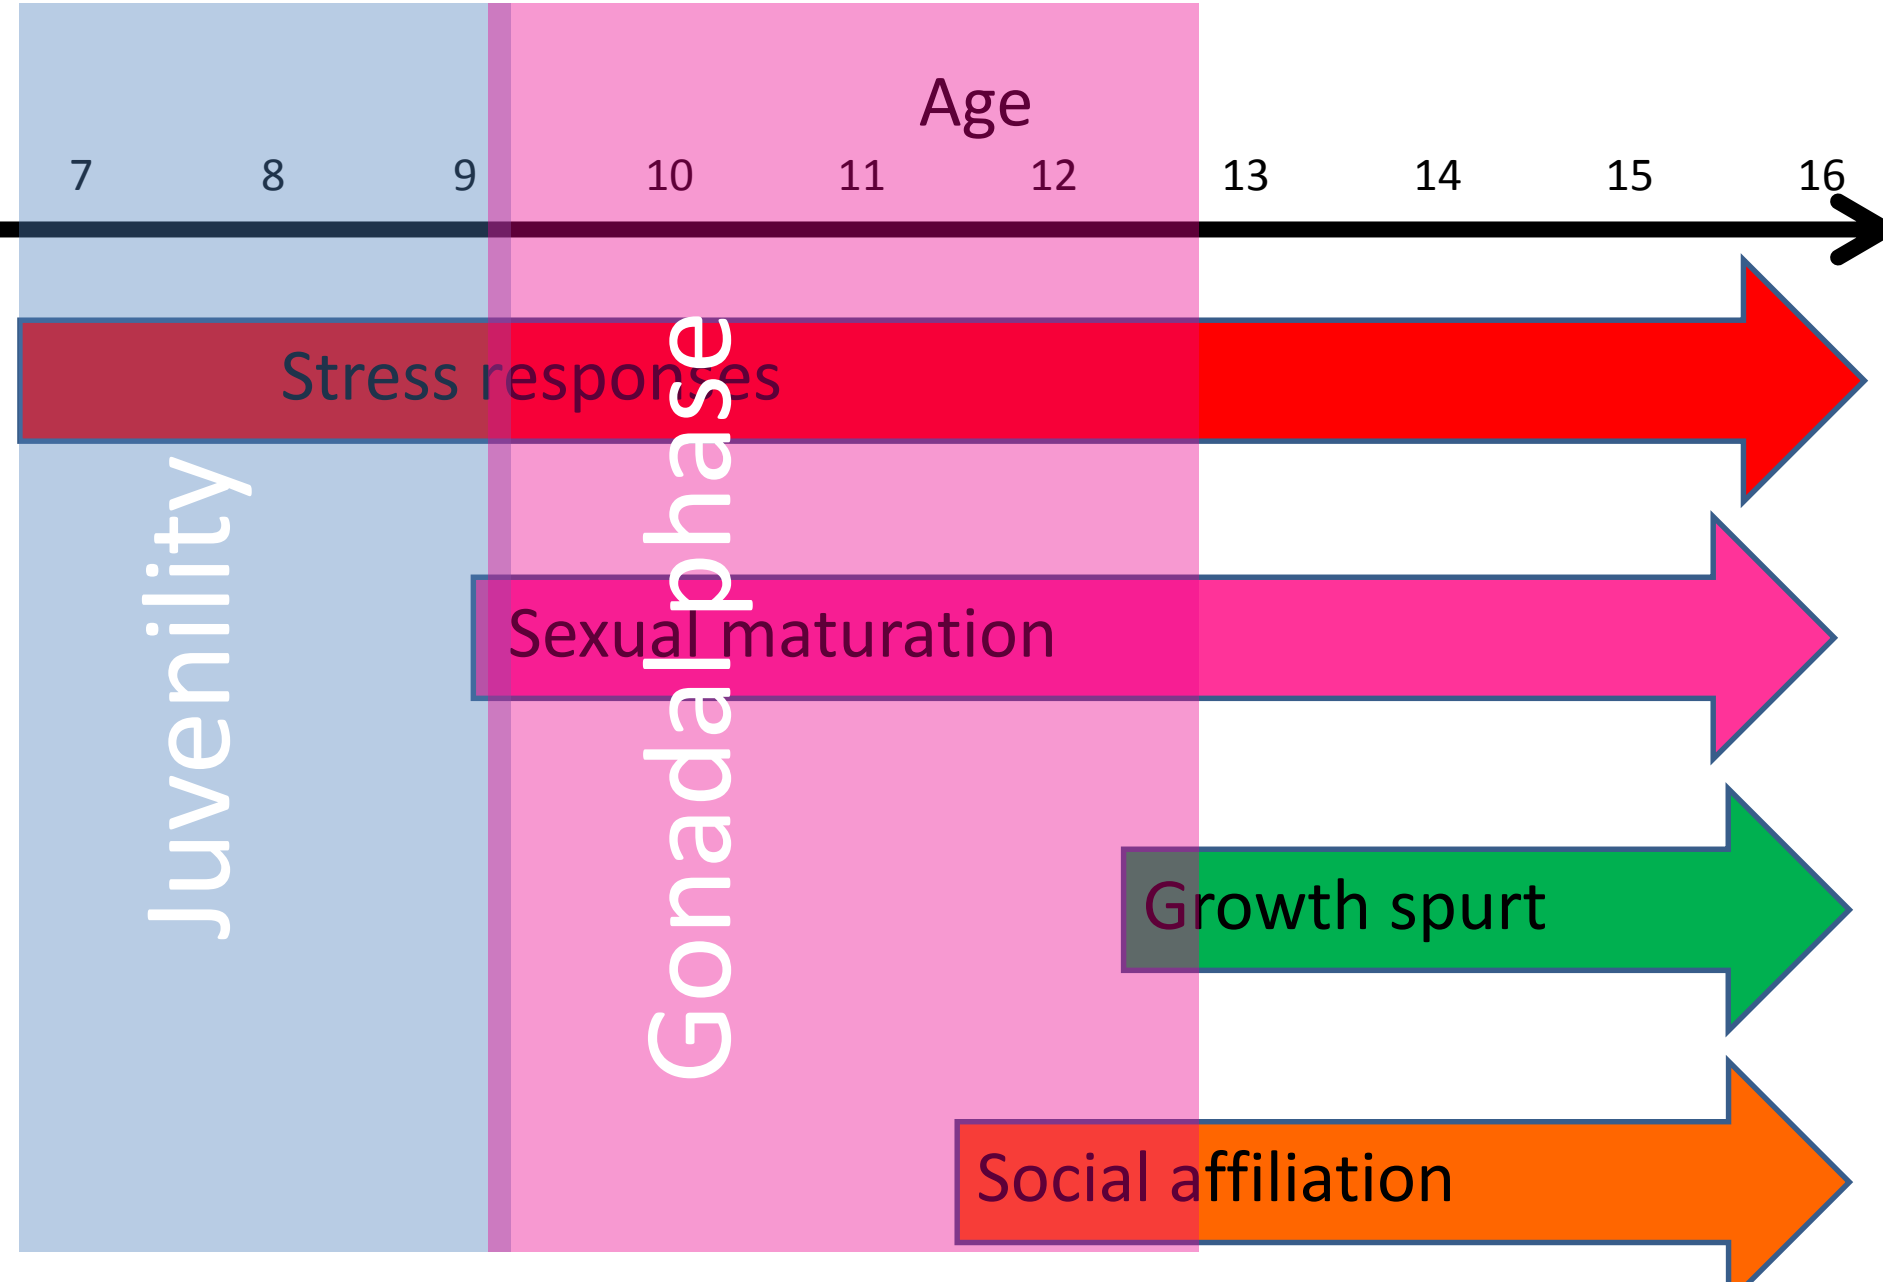 Age
7 8 9 10 11 12 13 14 15 16
Stress responses
Juvenility
Gonadal phase
Sexual maturation
Growth spurt
Social affiliation